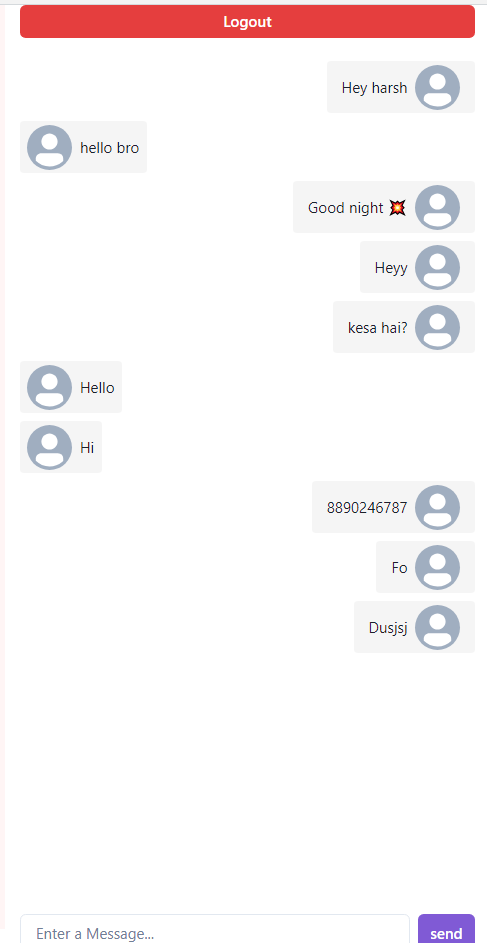 Logout
Hey harsh
hello bro
Good night 💥
Heyy
kesa hai?
Hello
Hi
8890246787
Fo
Dusjsj
Enter a Message...
send